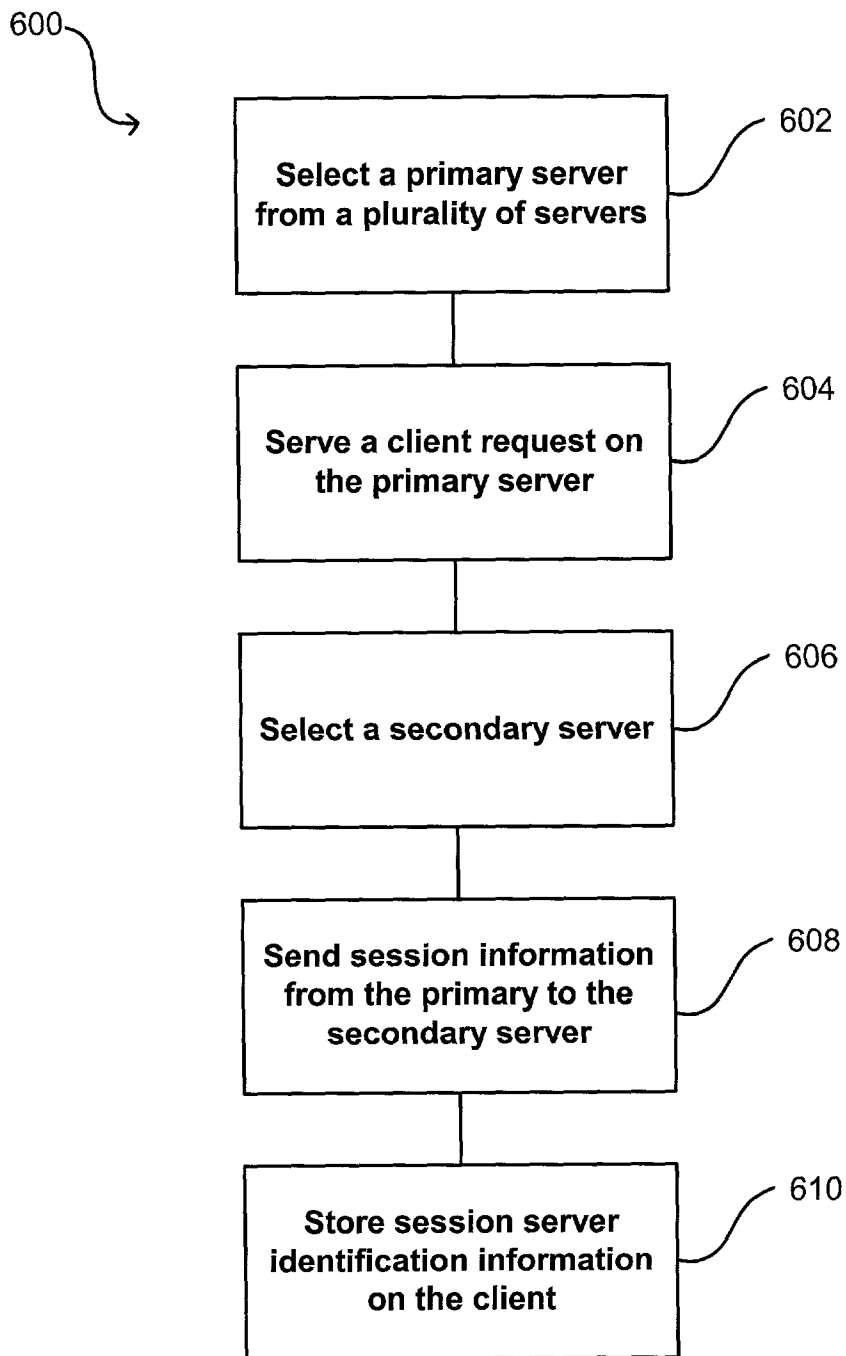 600
602
Select a primary server
from a plurality of servers
604
Serve a client request on
the primary server
606
Select a secondary server
608
Send session information
from the primary to the
secondary server
610
Store session server
identification information
on the client